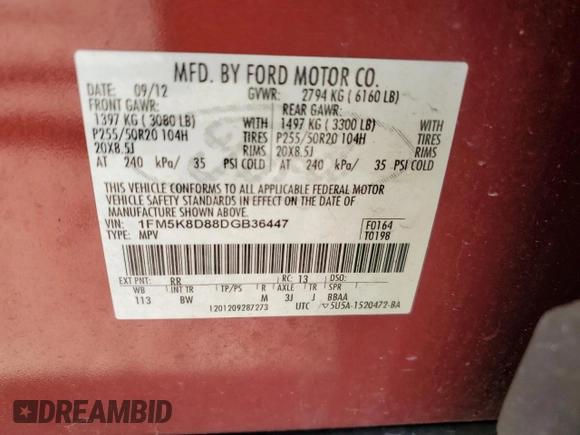 MFD. BY FORD MOTOR CO.
DATE: 09/12 GVWR: 2794 KG ( 6160 LB)
FRONT GAWR: REAR GAWR:
1397 KG ( 3080 LB) WITH 1497 KG ( 3300 LB) WITH
P255/50R20 104H TIRES P255/50R20 104H TIRES
20X8.5J RIMS 20X8.5J RIMS
AT 240 kPa/ 35 PSI COLD AT 240 kPa/ 35 PSI COLD
THIS VEHICLE CONFORMS TO ALL APPLICABLE FEDERAL MOTOR
VEHICLE SAFETY STANDARDS IN EFFECT ON THE DATE OF
MANUFACTURE SHOWN ABOVE.
VIN: 1FM5K8D88DGB36447 F0164
TYPE: MPV T0198
EXT PNT: RR RC: 13 DSO:
WB INT TR TP/PS R AXLE TR SPR
113 BW M 3J J BBAA
I201209287273 UTC 5U5A-1520472-BA
DREAMBID